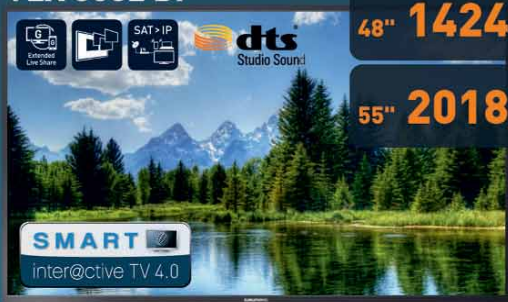 48" 1424
G
SAT>IP
Extended
Live Share
dts
Studio Sound
55" 2018
SMART
inter@ctive TV 4.0